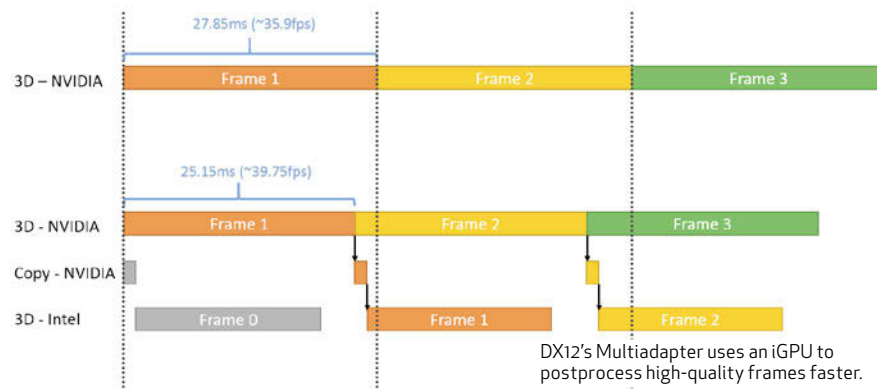 27.85ms (~35.9fps)
3D – NVIDIA
Frame 1
Frame 2
Frame 3
25.15ms (~39.75fps)
3D - NVIDIA
Frame 1
Frame 2
Frame 3
Copy - NVIDIA
3D - Intel
Frame 0
Frame 1
Frame 2
DX12's Multiadapter uses an iGPU to
postprocess high-quality frames faster.